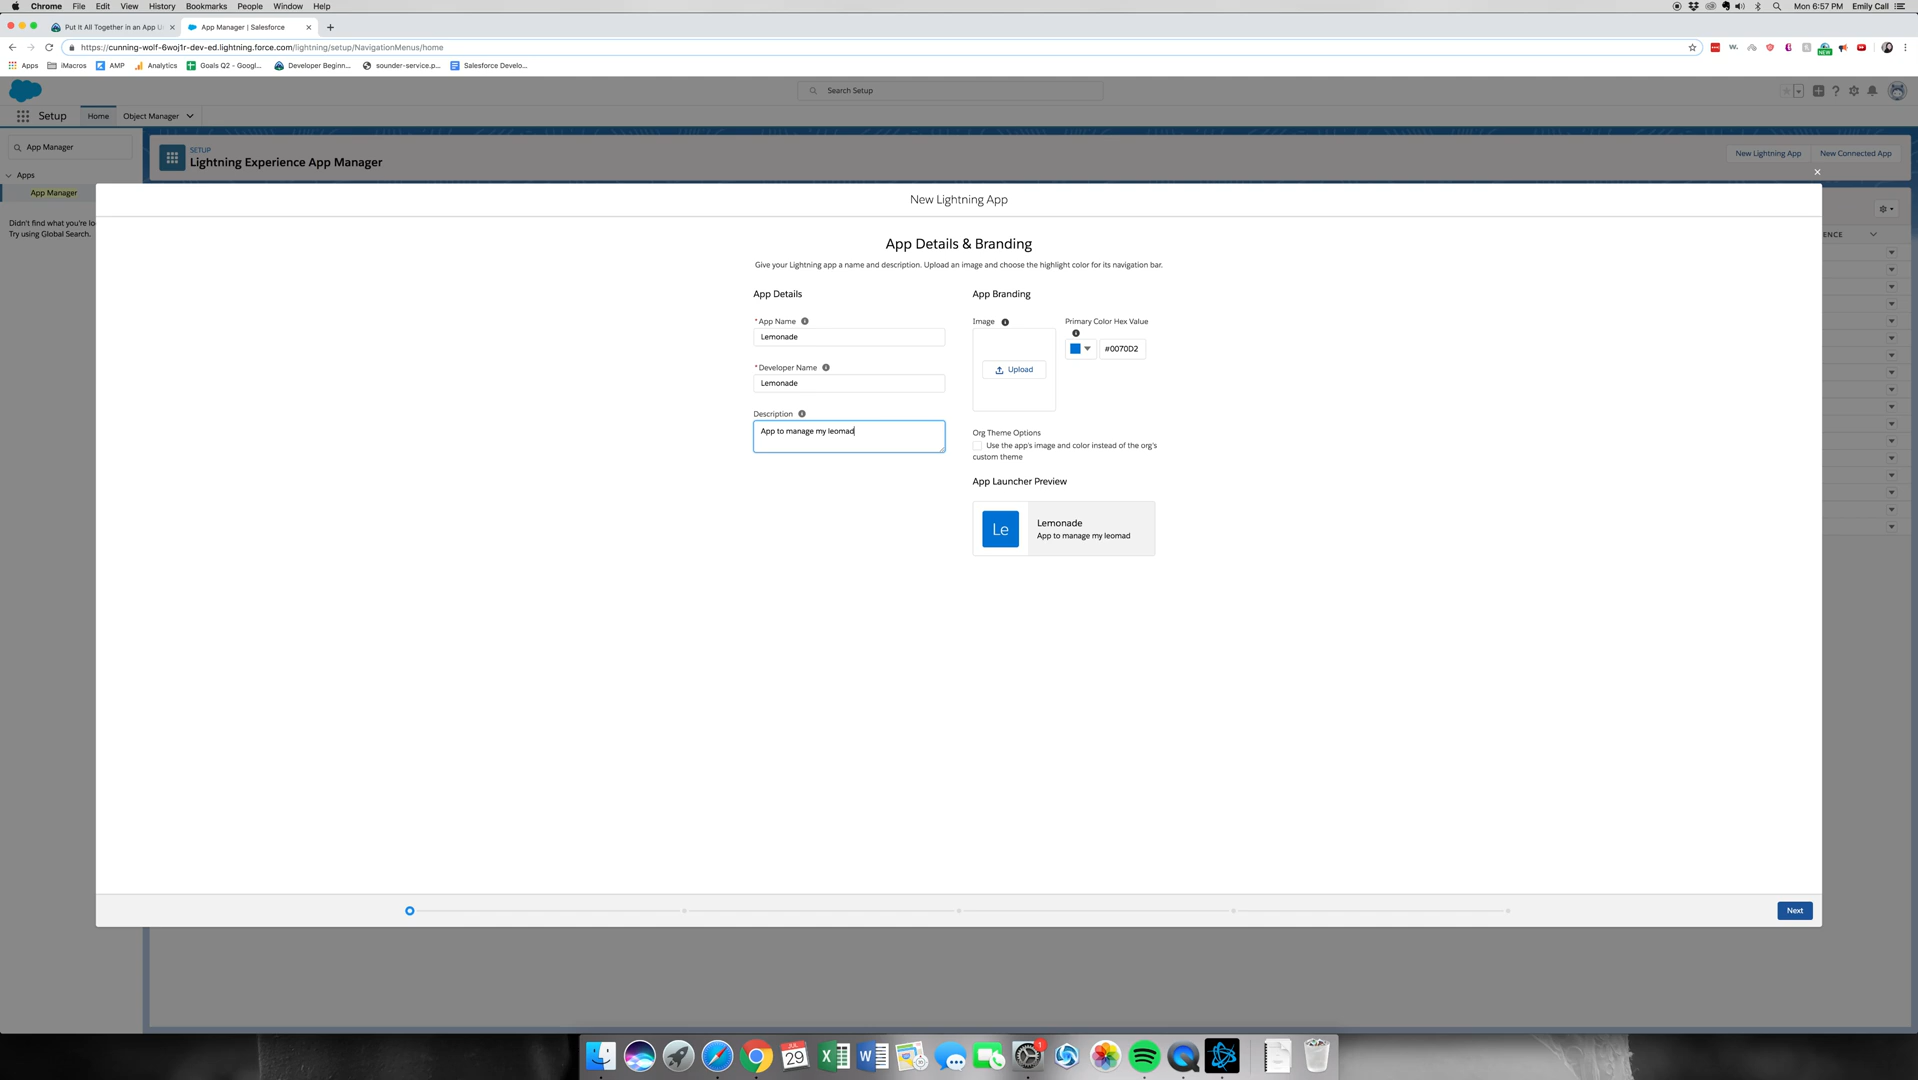 Chrome File Edit View History Bookmarks People Window Help
Mon 6:57 PM Emily Call
Put It All Together in an App U
App Manager | Salesforce
https://cunning-wolf-6woj1r-dev-ed.lightning.force.com/lightning/setup/NavigationMenus/home
Apps iMacros AMP Analytics Goals Q2 - Googl... Developer Beginn... sounder-service.p... Salesforce Develo...
Search Setup
Setup Home Object Manager
App Manager
SETUP
Lightning Experience App Manager
New Lightning App New Connected App
Apps
App Manager
Didn't find what you're lo
Try using Global Search.
ENCE
New Lightning App
App Details & Branding
Give your Lightning app a name and description. Upload an image and choose the highlight color for its navigation bar.
App Details
* App Name
Lemonade
* Developer Name
Lemonade
Description
App to manage my leomad
App Branding
Image
Upload
Primary Color Hex Value
#0070D2
Org Theme Options
Use the app's image and color instead of the org's
custom theme
App Launcher Preview
Le
Lemonade
App to manage my leomad
Next
JUL
29
1